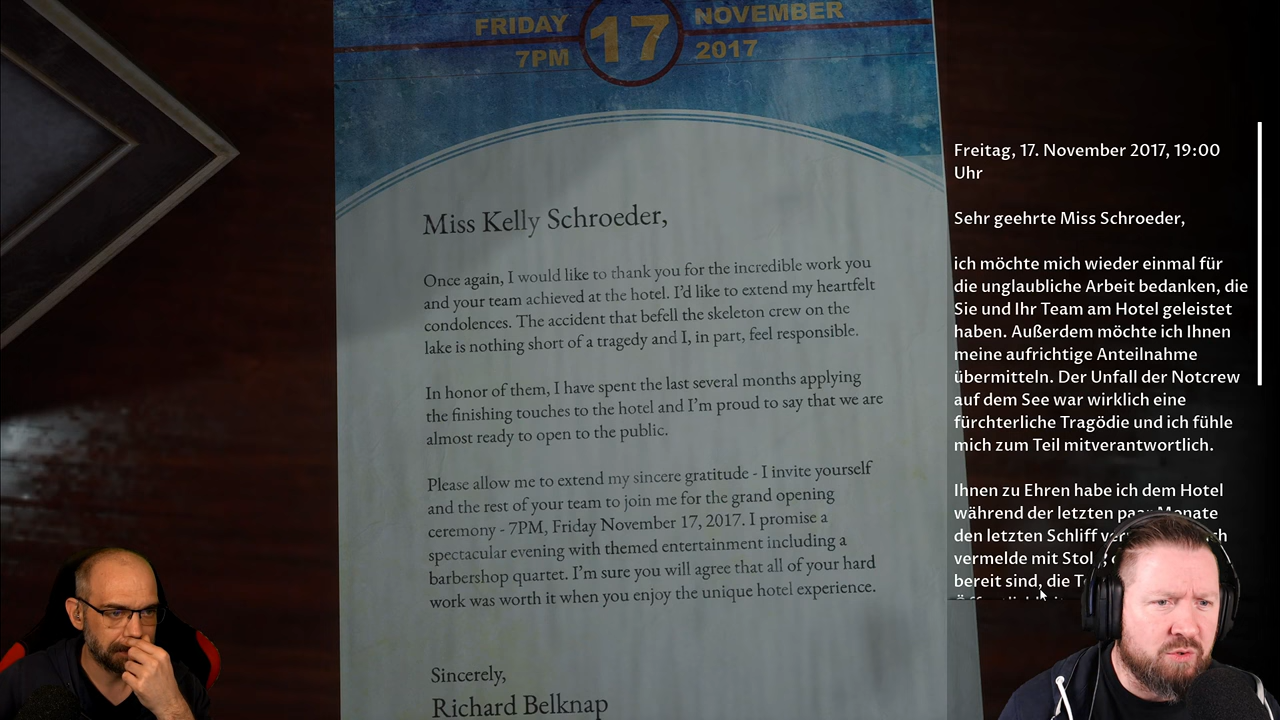 FRIDAY 17 NOVEMBER
7PM 2017
Miss Kelly Schroeder,
Once again, I would like to thank you for the incredible work you
and your team achieved at the hotel. I'd like to extend my heartfelt
condolences. The accident that befell the skeleton crew on the
lake is nothing short of a tragedy and I, in part, feel responsible.
In honor of them, I have spent the last several months applying
the finishing touches to the hotel and I'm proud to say that we are
almost ready to open to the public.
Please allow me to extend my sincere gratitude - I invite yourself
and the rest of your team to join me for the grand opening
ceremony - 7PM, Friday November 17, 2017. I promise a
spectacular evening with themed entertainment including a
barbershop quartet. I'm sure you will agree that all of your hard
work was worth it when you enjoy the unique hotel experience.
Sincerely,
Richard Belknap
Freitag, 17. November 2017, 19:00
Uhr
Sehr geehrte Miss Schroeder,
ich möchte mich wieder einmal für
die unglaubliche Arbeit bedanken, die
Sie und Ihr Team am Hotel geleistet
haben. Außerdem möchte ich Ihnen
meine aufrichtige Anteilnahme
übermitteln. Der Unfall der Notcrew
auf dem See war wirklich eine
fürchterliche Tragödie und ich fühle
mich zum Teil mitverantwortlich.
Ihnen zu Ehren habe ich dem Hotel
während der letzten paar Monate
den letzten Schliff
vermelde mit
bereit sind, die